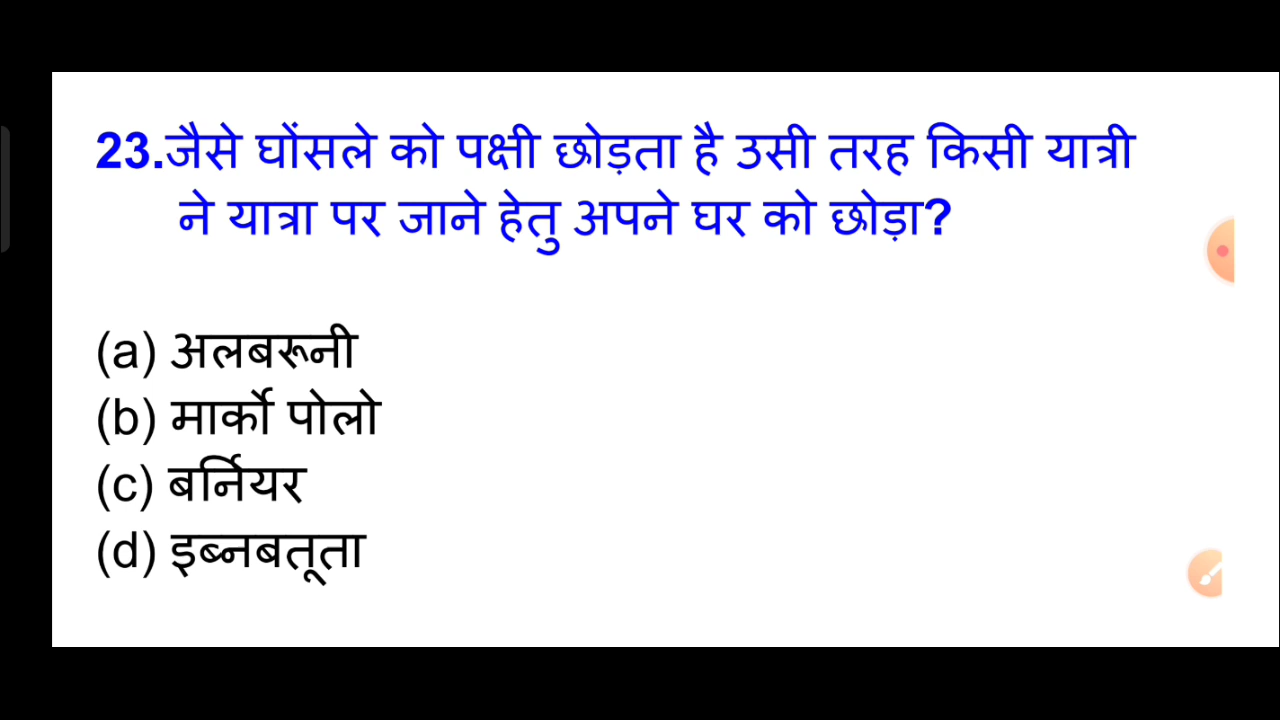 23.जैसे घोंसले को पक्षी छोड़ता है उसी तरह किसी यात्री
ने यात्रा पर जाने हेतु अपने घर को छोड़ा?
(a) अलबरूनी
(b) मार्को पोलो
(c) बर्नियर
(d) इब्नबतूता